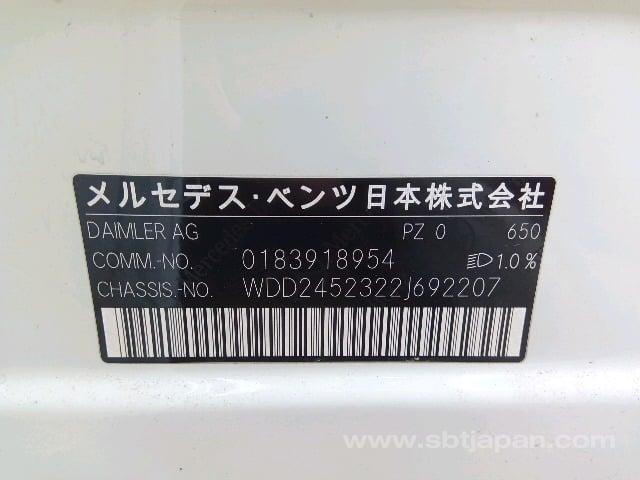 メルセデス・ベンツ日本株式会社
DAIMLER AG PZ 0 650
COMM.-NO. 0183918954 1.0%
CHASSIS.-NO. WDD2452322J692207
www.sbtjapan.com